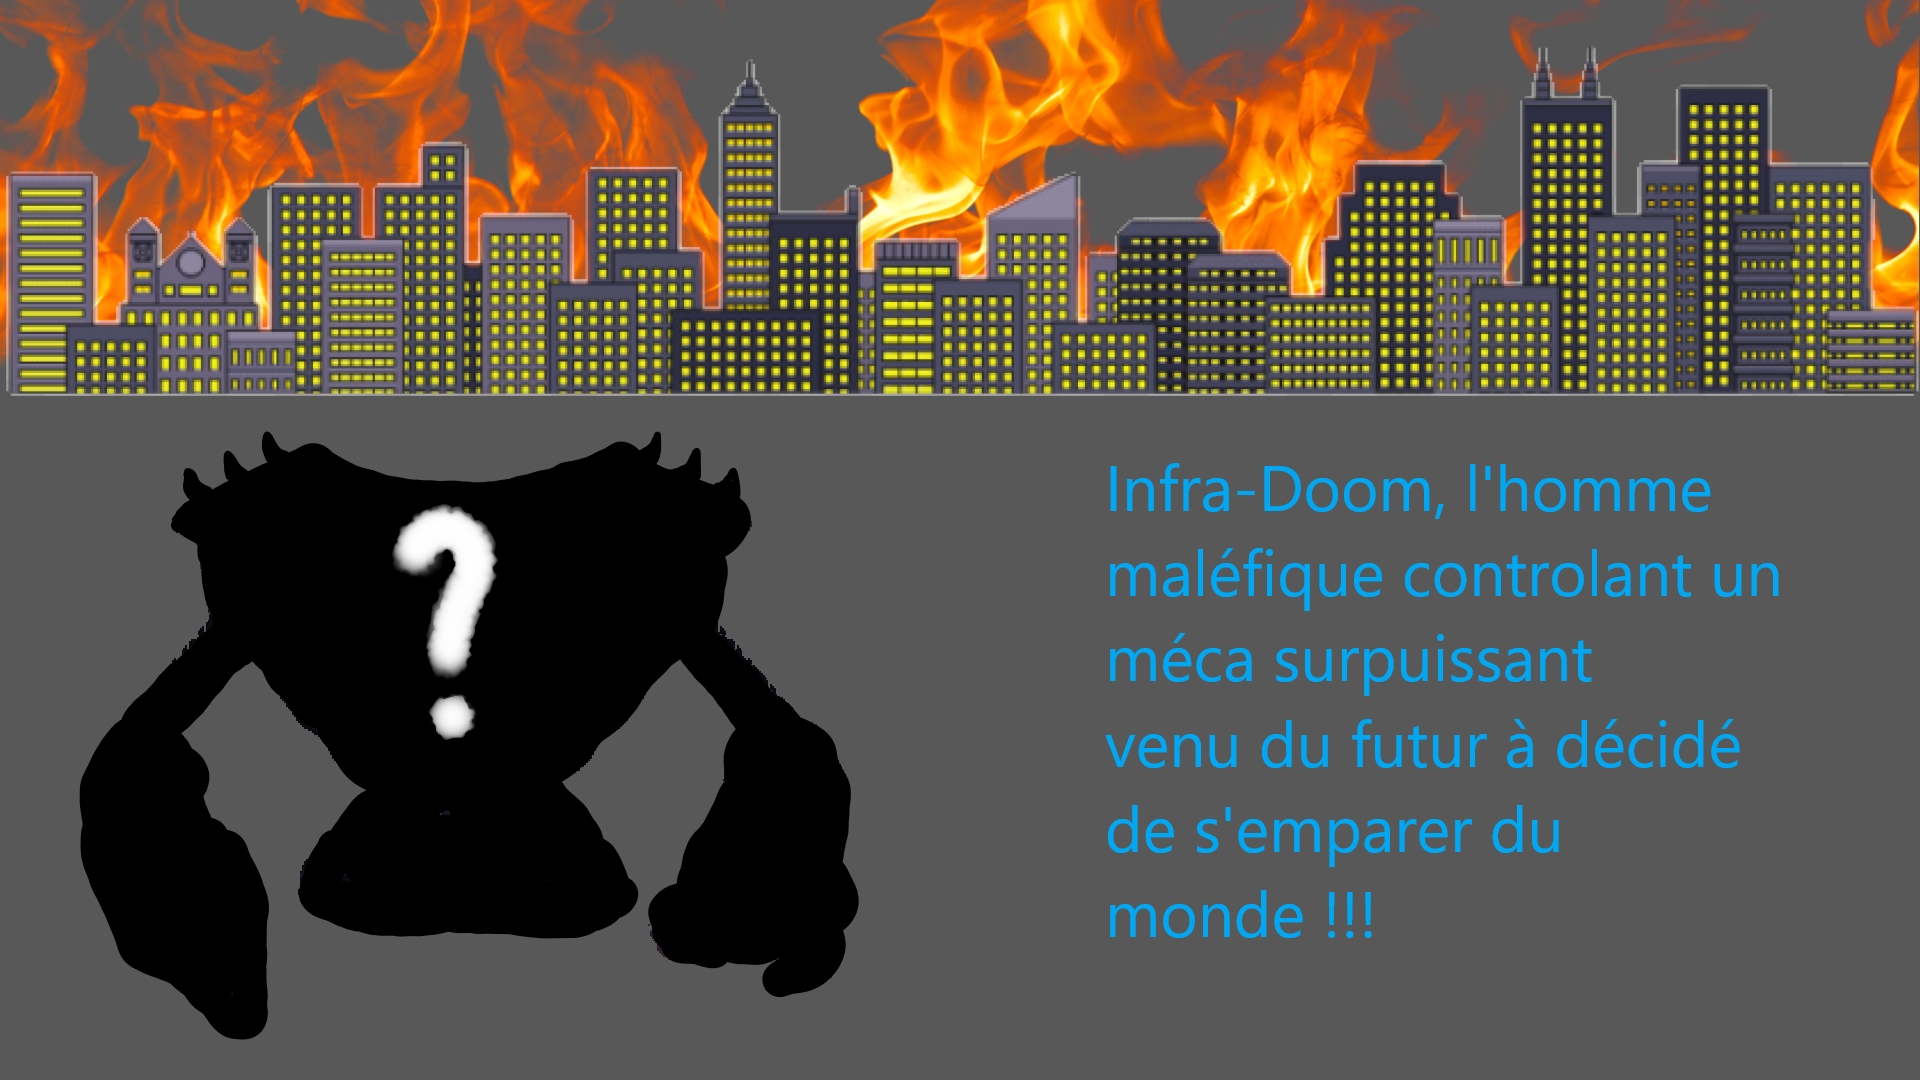 ?
Infra-Doom, l'homme
maléfique controlant un
méca surpuissant
venu du futur à décidé
de s'emparer du
monde !!!